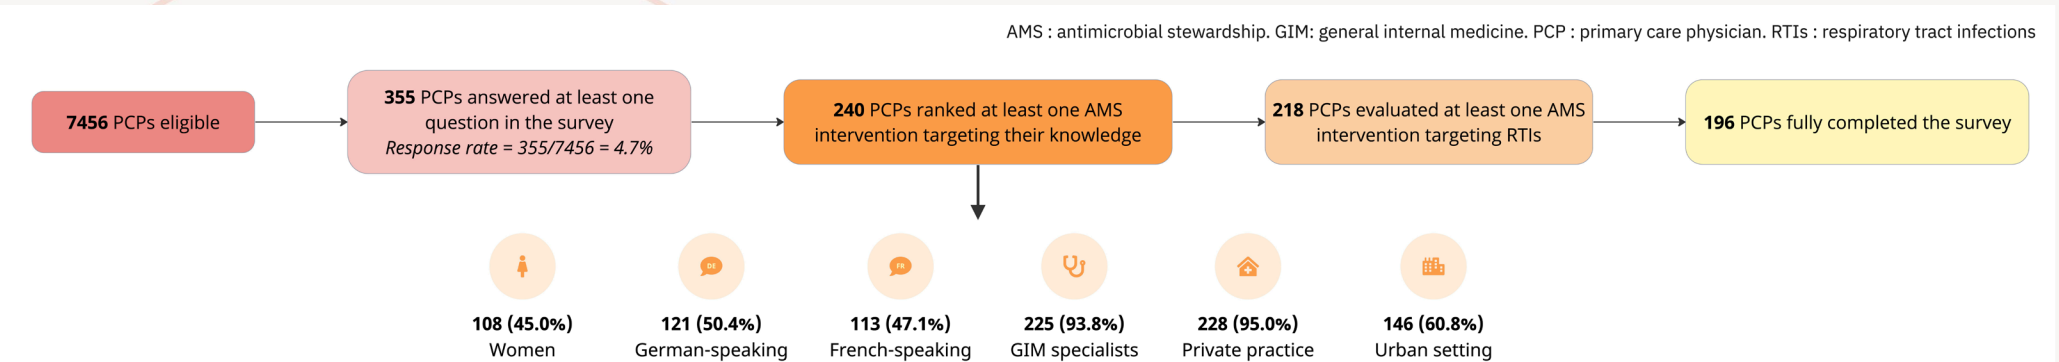 AMS : antimicrobial stewardship. GIM: general internal medicine. PCP : primary care physician. RTIs : respiratory tract infections
7456 PCPs eligible
355 PCPs answered at least one
question in the survey
Response rate = 355/7456 = 4.7%
240 PCPs ranked at least one AMS
intervention targeting their knowledge
218 PCPs evaluated at least one AMS
intervention targeting RTIs
196 PCPs fully completed the survey
DE
FR
108 (45.0%)
Women
121 (50.4%)
German-speaking
113 (47.1%)
French-speaking
225 (93.8%)
GIM specialists
228 (95.0%)
Private practice
146 (60.8%)
Urban setting